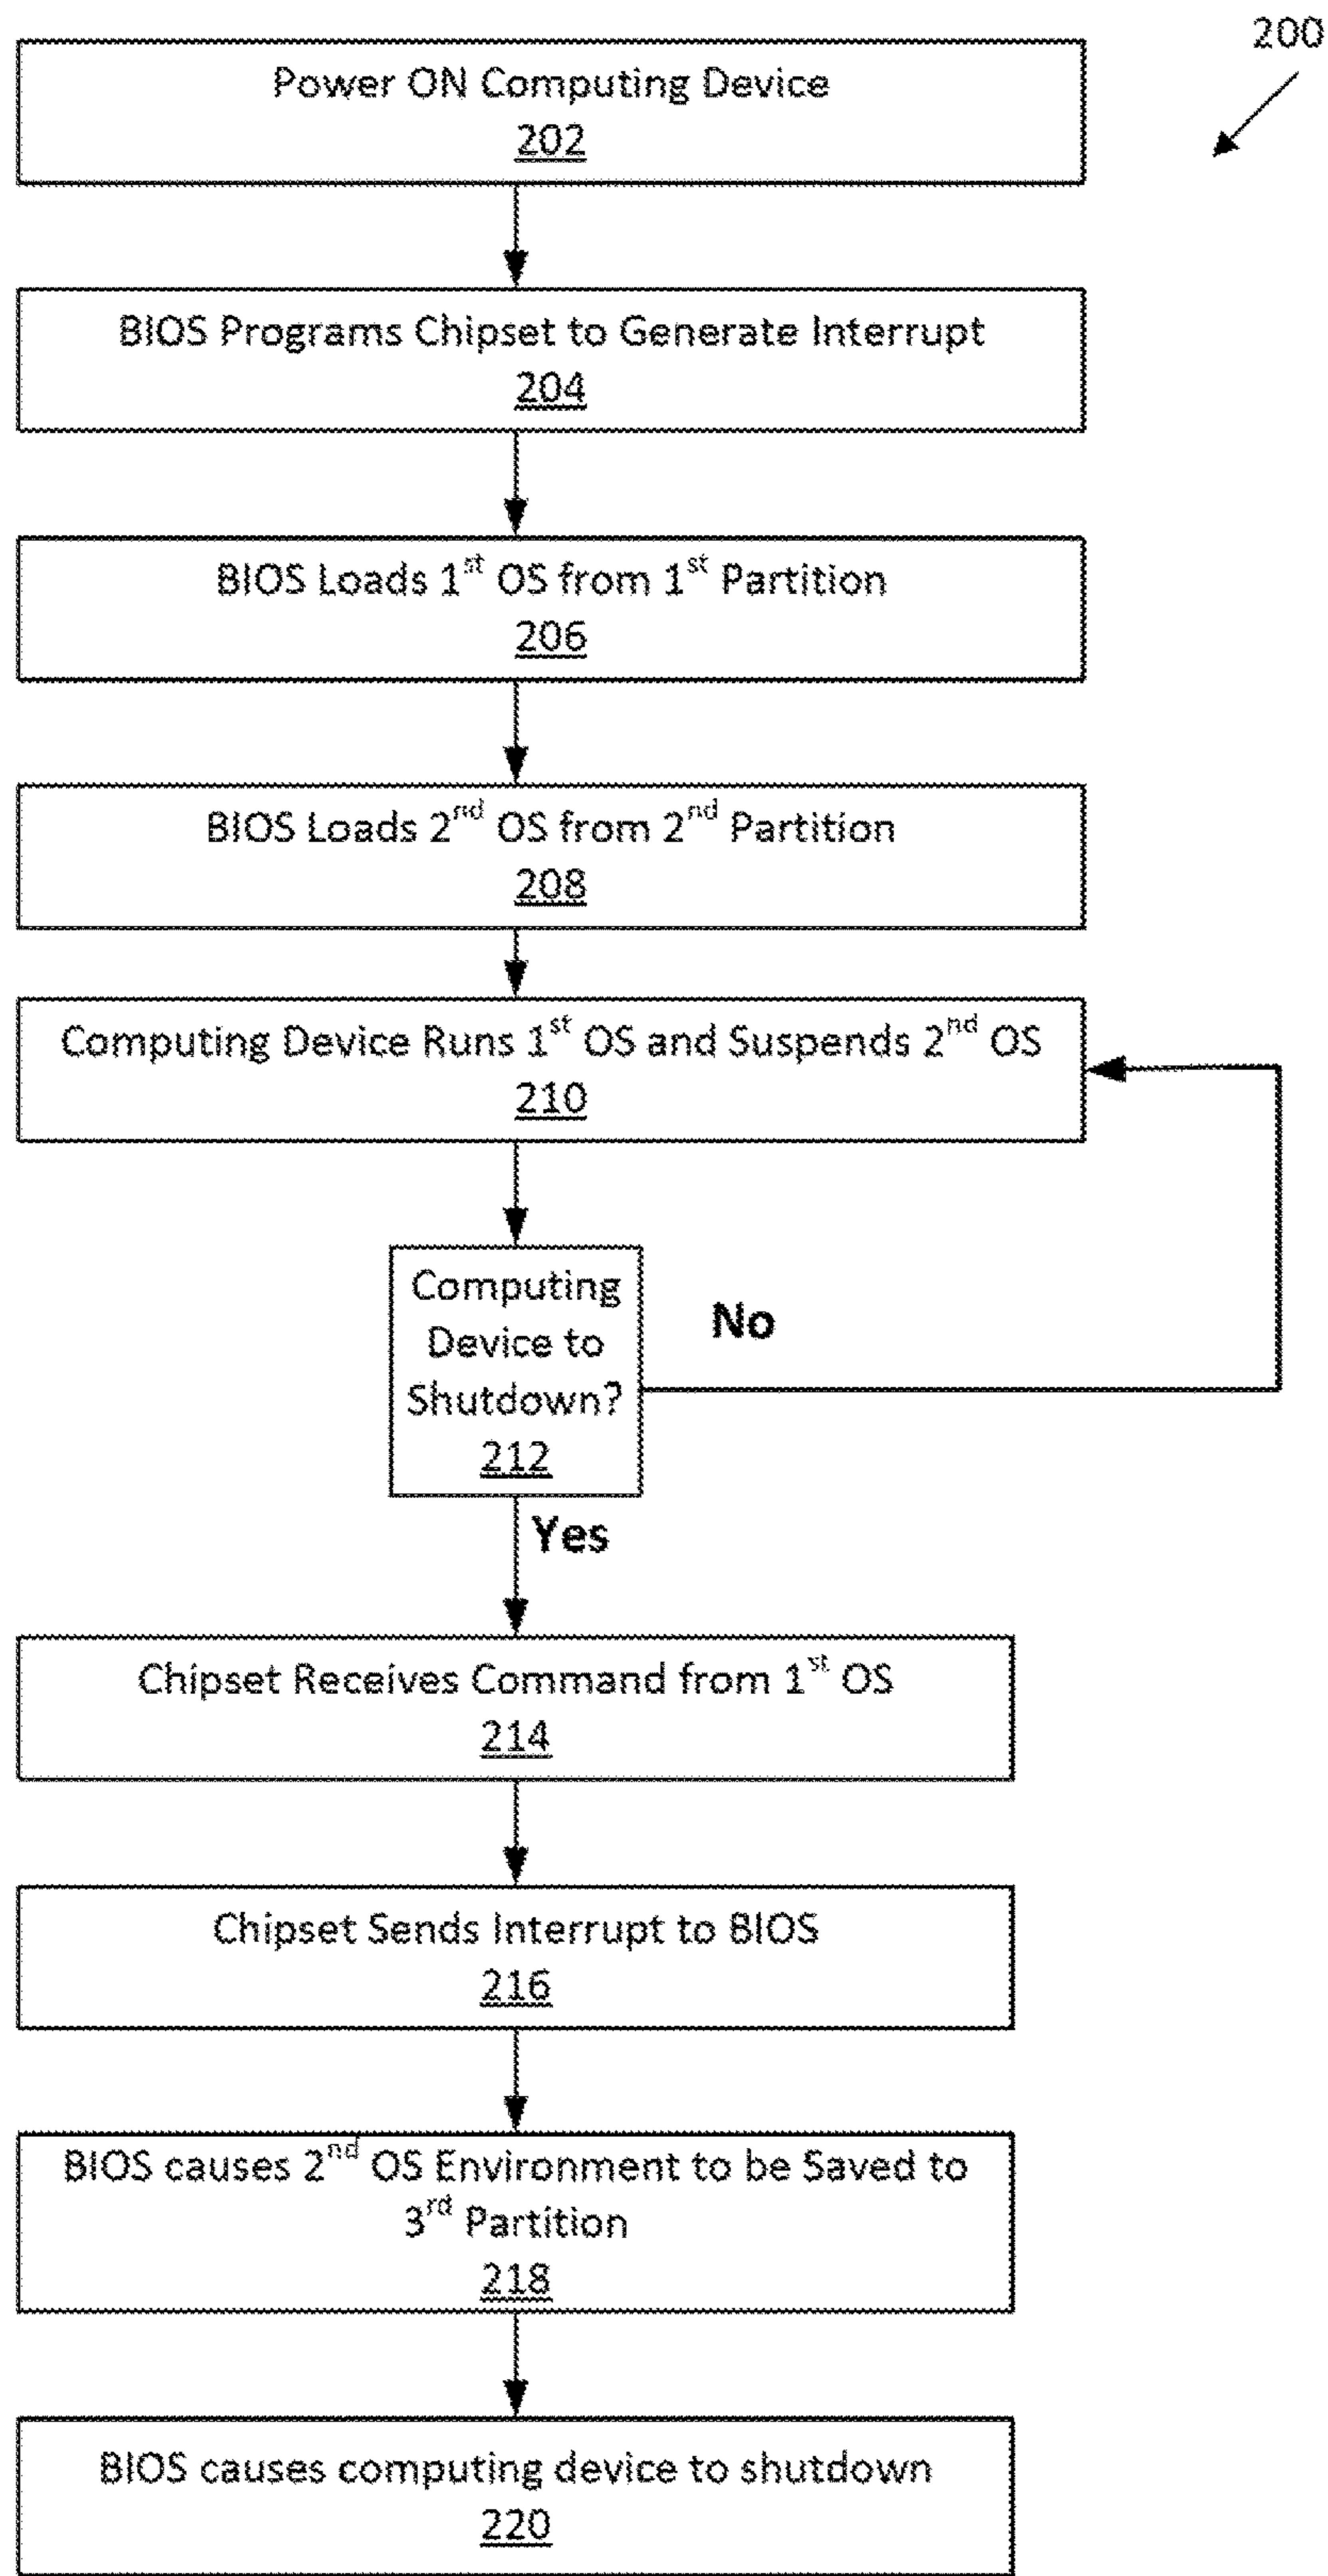 200
Power ON Computing Device
202
BIOS Programs Chipset to Generate Interrupt
204
BIOS Loads 1st OS from 1st Partition
206
BIOS Loads 2nd OS from 2nd Partition
208
Computing Device Runs 1st OS and Suspends 2nd OS
210
Computing
Device to
Shutdown?
212
No
Yes
Chipset Receives Command from 1st OS
214
Chipset Sends Interrupt to BIOS
216
BIOS causes 2nd OS Environment to be Saved to
3rd Partition
218
BIOS causes computing device to shutdown
220